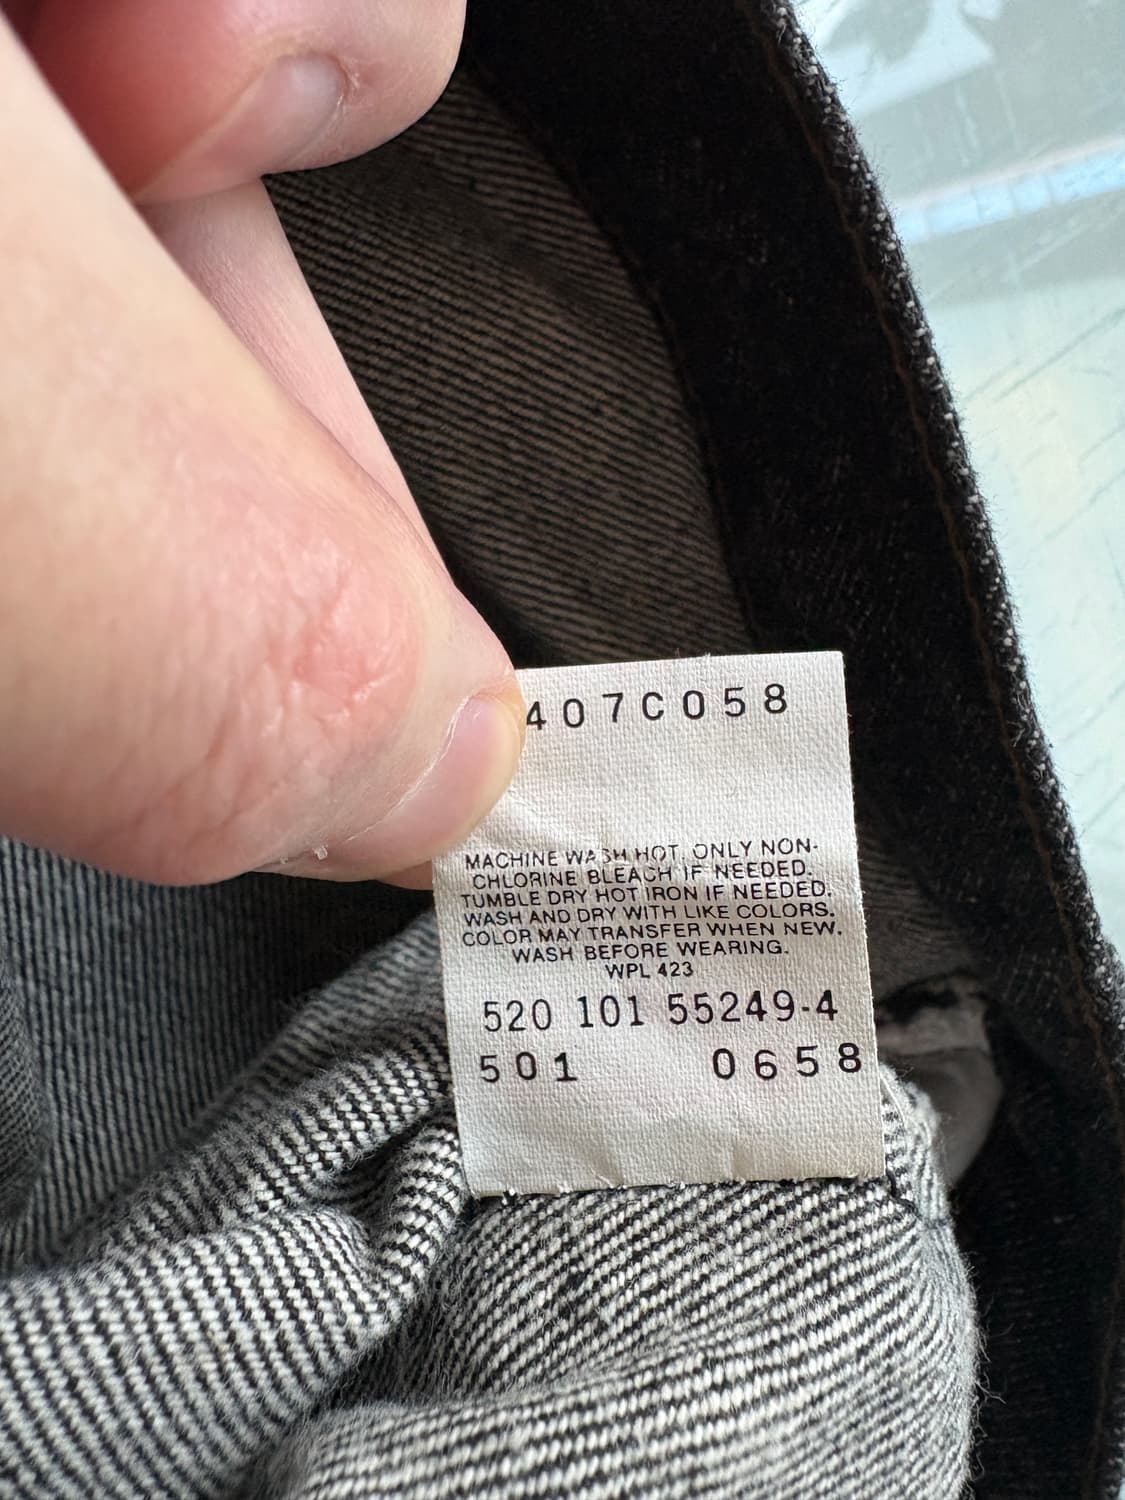 407C058
MACHINE WASH HOT. ONLY NON-
CHLORINE BLEACH IF NEEDED.
TUMBLE DRY HOT IRON IF NEEDED.
WASH AND DRY WITH LIKE COLORS.
COLOR MAY TRANSFER WHEN NEW.
WASH BEFORE WEARING.
WPL 423
520 101 55249-4
501 0658